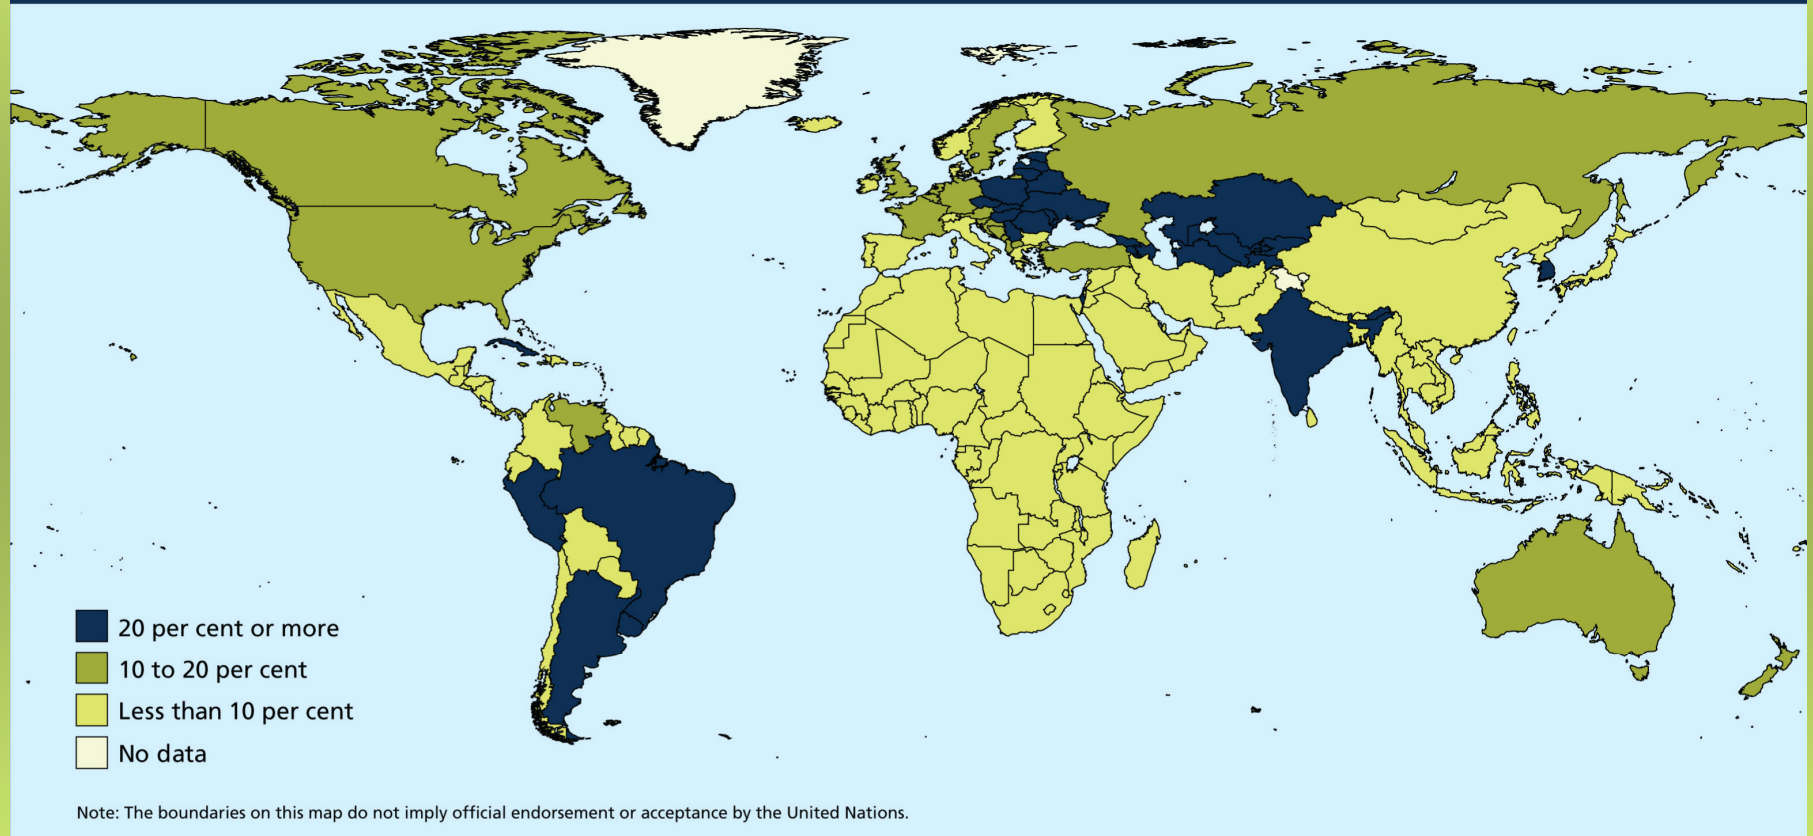 20 per cent or more
10 to 20 per cent
Less than 10 per cent
No data
Note: The boundaries on this map do not imply official endorsement or acceptance by the United Nations.